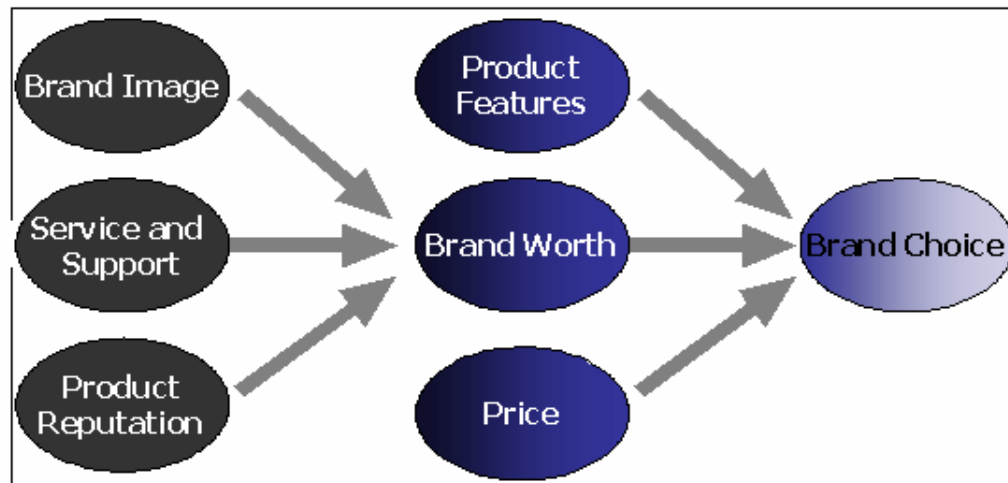 Brand Image
Service and
Support
Product
Reputation
Product
Features
Brand Worth
Price
Brand Choice